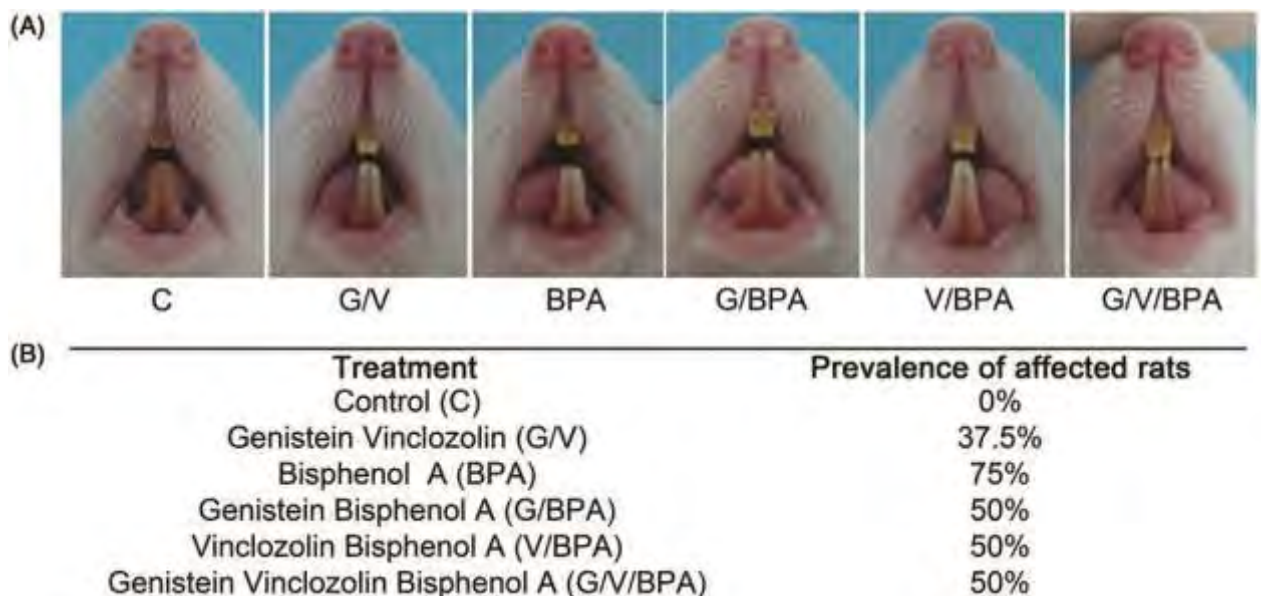 (A)
C G/V BPA G/BPA V/BPA G/V/BPA
(B)
Treatment Prevalence of affected rats
Control (C) 0%
Genistein Vinclozolin (G/V) 37.5%
Bisphenol A (BPA) 75%
Genistein Bisphenol A (G/BPA) 50%
Vinclozolin Bisphenol A (V/BPA) 50%
Genistein Vinclozolin Bisphenol A (G/V/BPA) 50%